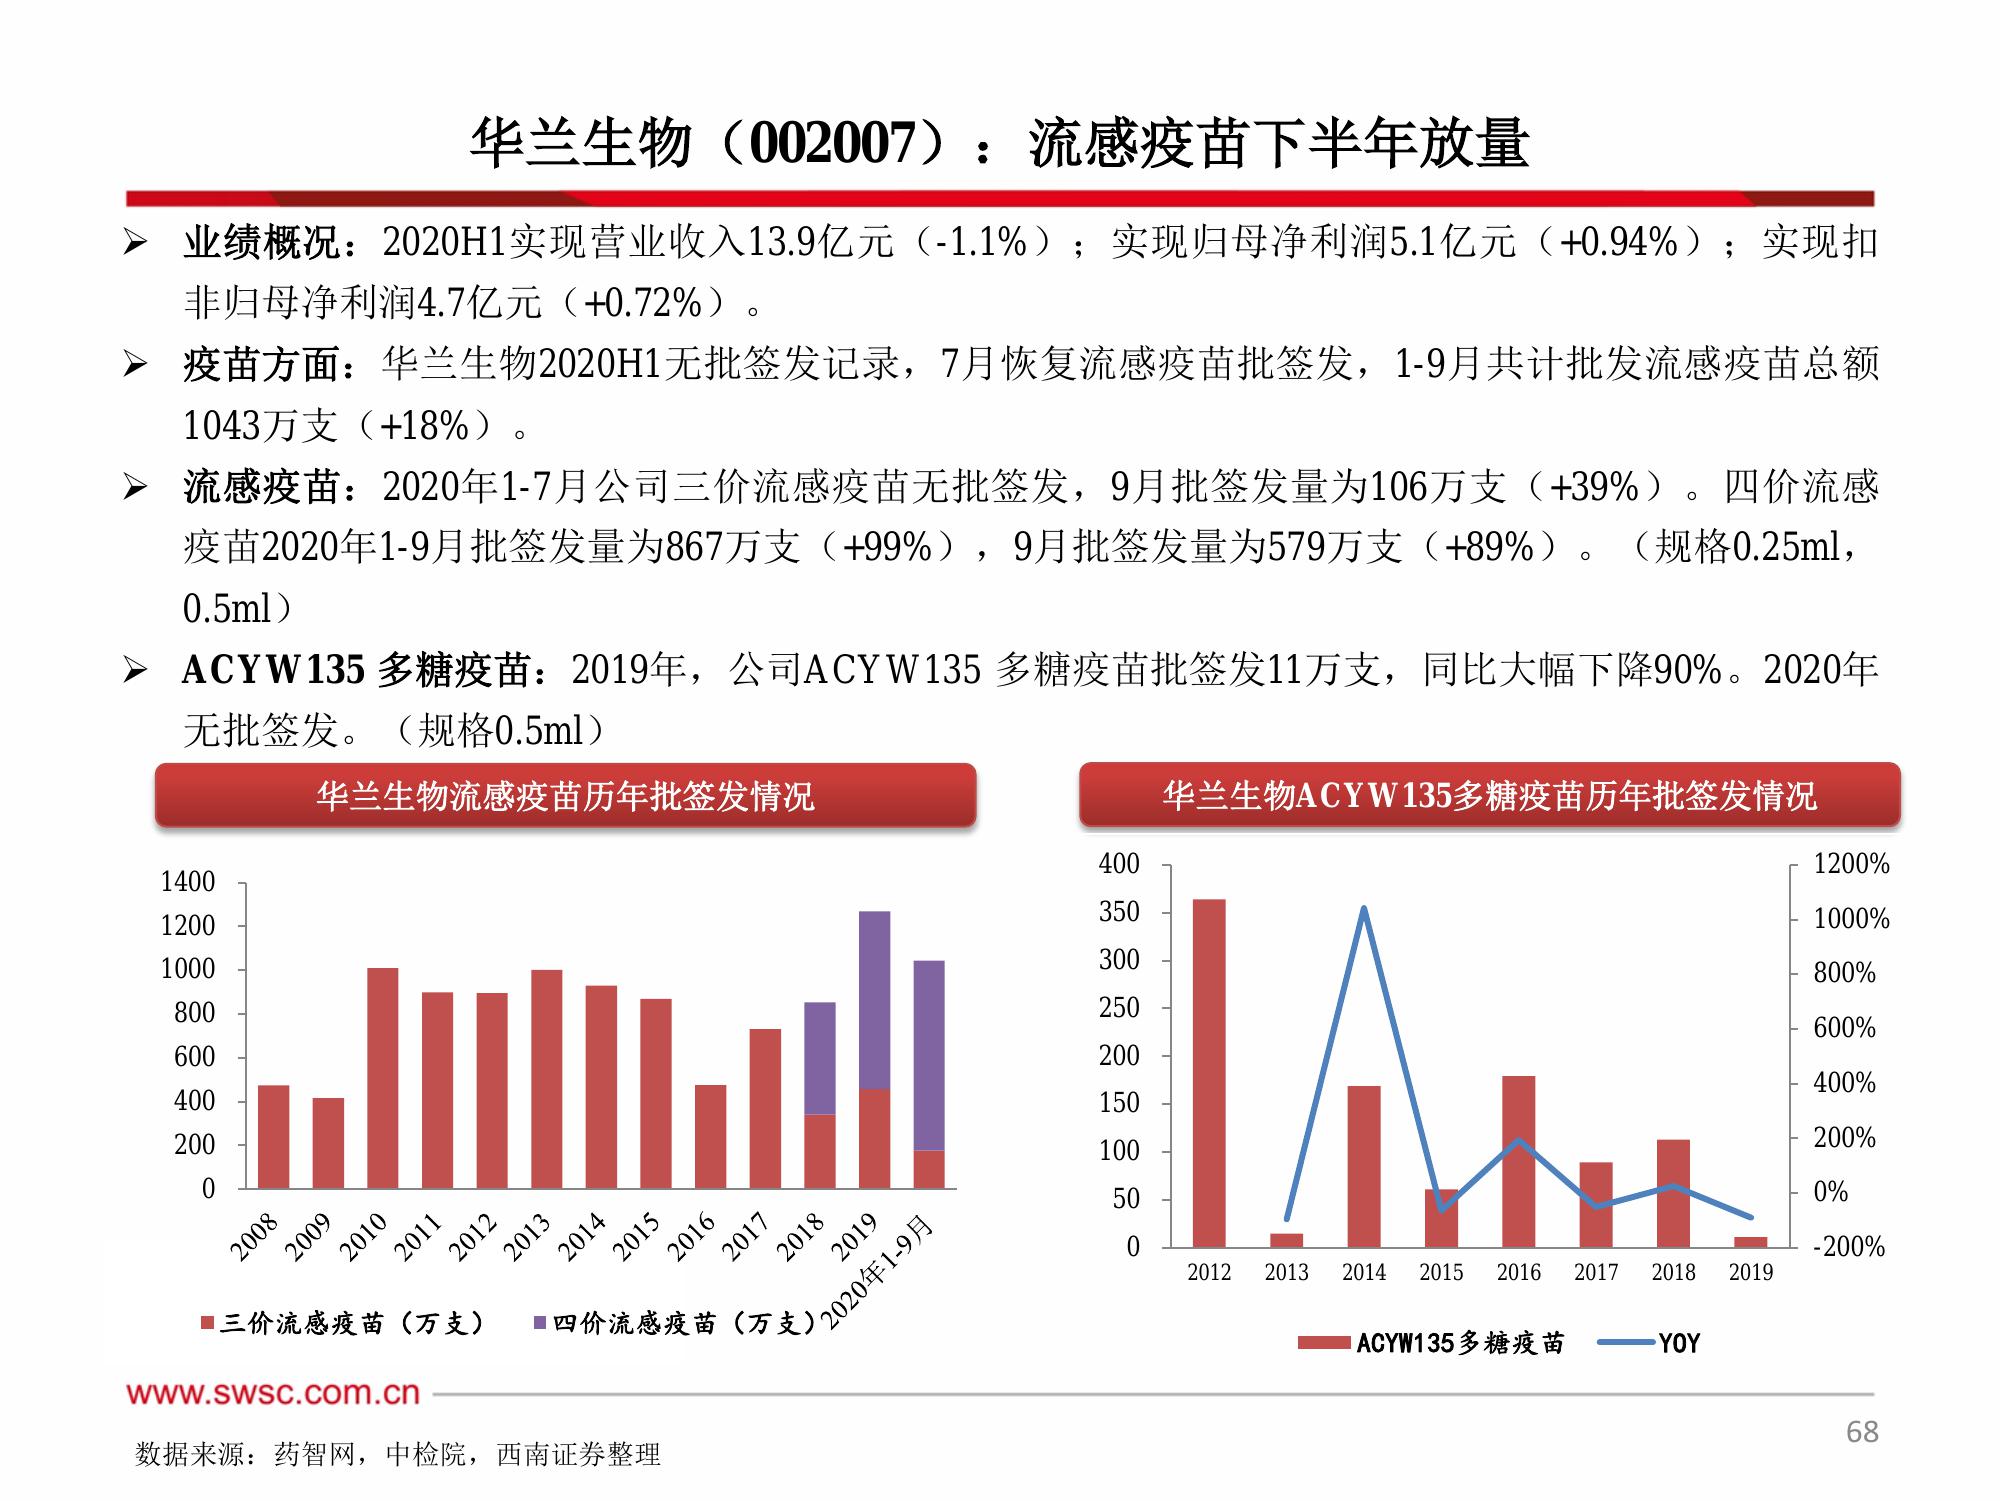 华兰生物（002007）：流感疫苗下半年放量
➢ 业绩概况：2020H1实现营业收入13.9亿元（-1.1%）；实现归母净利润5.1亿元（+0.94%）；实现扣
非归母净利润4.7亿元（+0.72%）。
➢ 疫苗方面：华兰生物2020H1无批签发记录，7月恢复流感疫苗批签发，1-9月共计批发流感疫苗总额
1043万支（+18%）。
➢ 流感疫苗：2020年1-7月公司三价流感疫苗无批签发，9月批签发量为106万支（+39%）。四价流感
疫苗2020年1-9月批签发量为867万支（+99%），9月批签发量为579万支（+89%）。（规格0.25ml，
0.5ml）
➢ ACYW135 多糖疫苗：2019年，公司ACYW135 多糖疫苗批签发11万支，同比大幅下降90%。2020年
无批签发。（规格0.5ml）
华兰生物流感疫苗历年批签发情况
1400
1200
1000
800
600
400
200
0
2008 2009 2010 2011 2012 2013 2014 2015 2016 2017 2018 2019 2020年1-9月
三价流感疫苗（万支） 四价流感疫苗（万支）
华兰生物ACYW135多糖疫苗历年批签发情况
400 1200%
350 1000%
300 800%
250 600%
200 400%
150 200%
100 0%
50 -200%
0
2012 2013 2014 2015 2016 2017 2018 2019
ACYW135多糖疫苗 YOY
www.swsc.com.cn
68
数据来源：药智网，中检院，西南证券整理